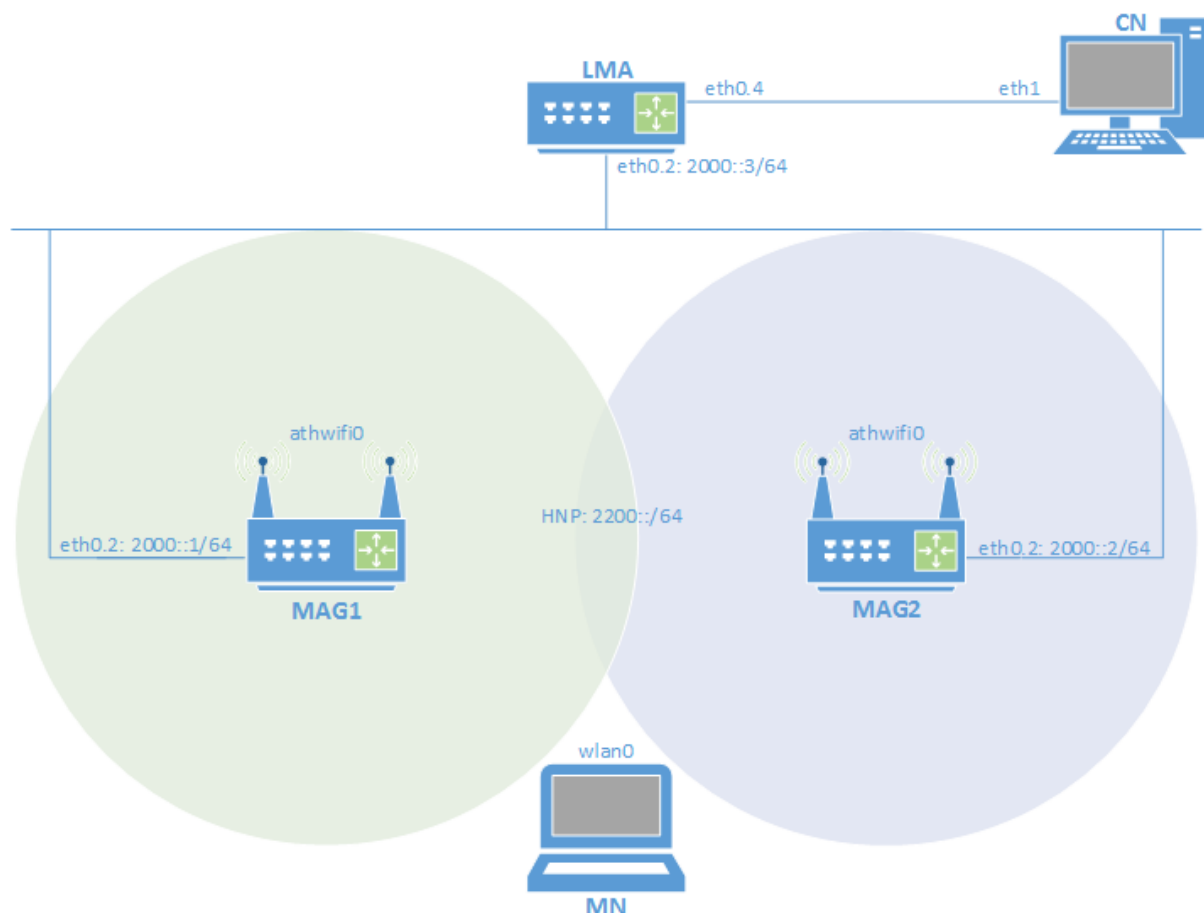 CN
LMA
eth0.4
eth1
eth0.2: 2000::3/64
athwifi0
athwifi0
HNP: 2200::/64
eth0.2: 2000::1/64
eth0.2: 2000::2/64
MAG1
MAG2
wlan0
MN